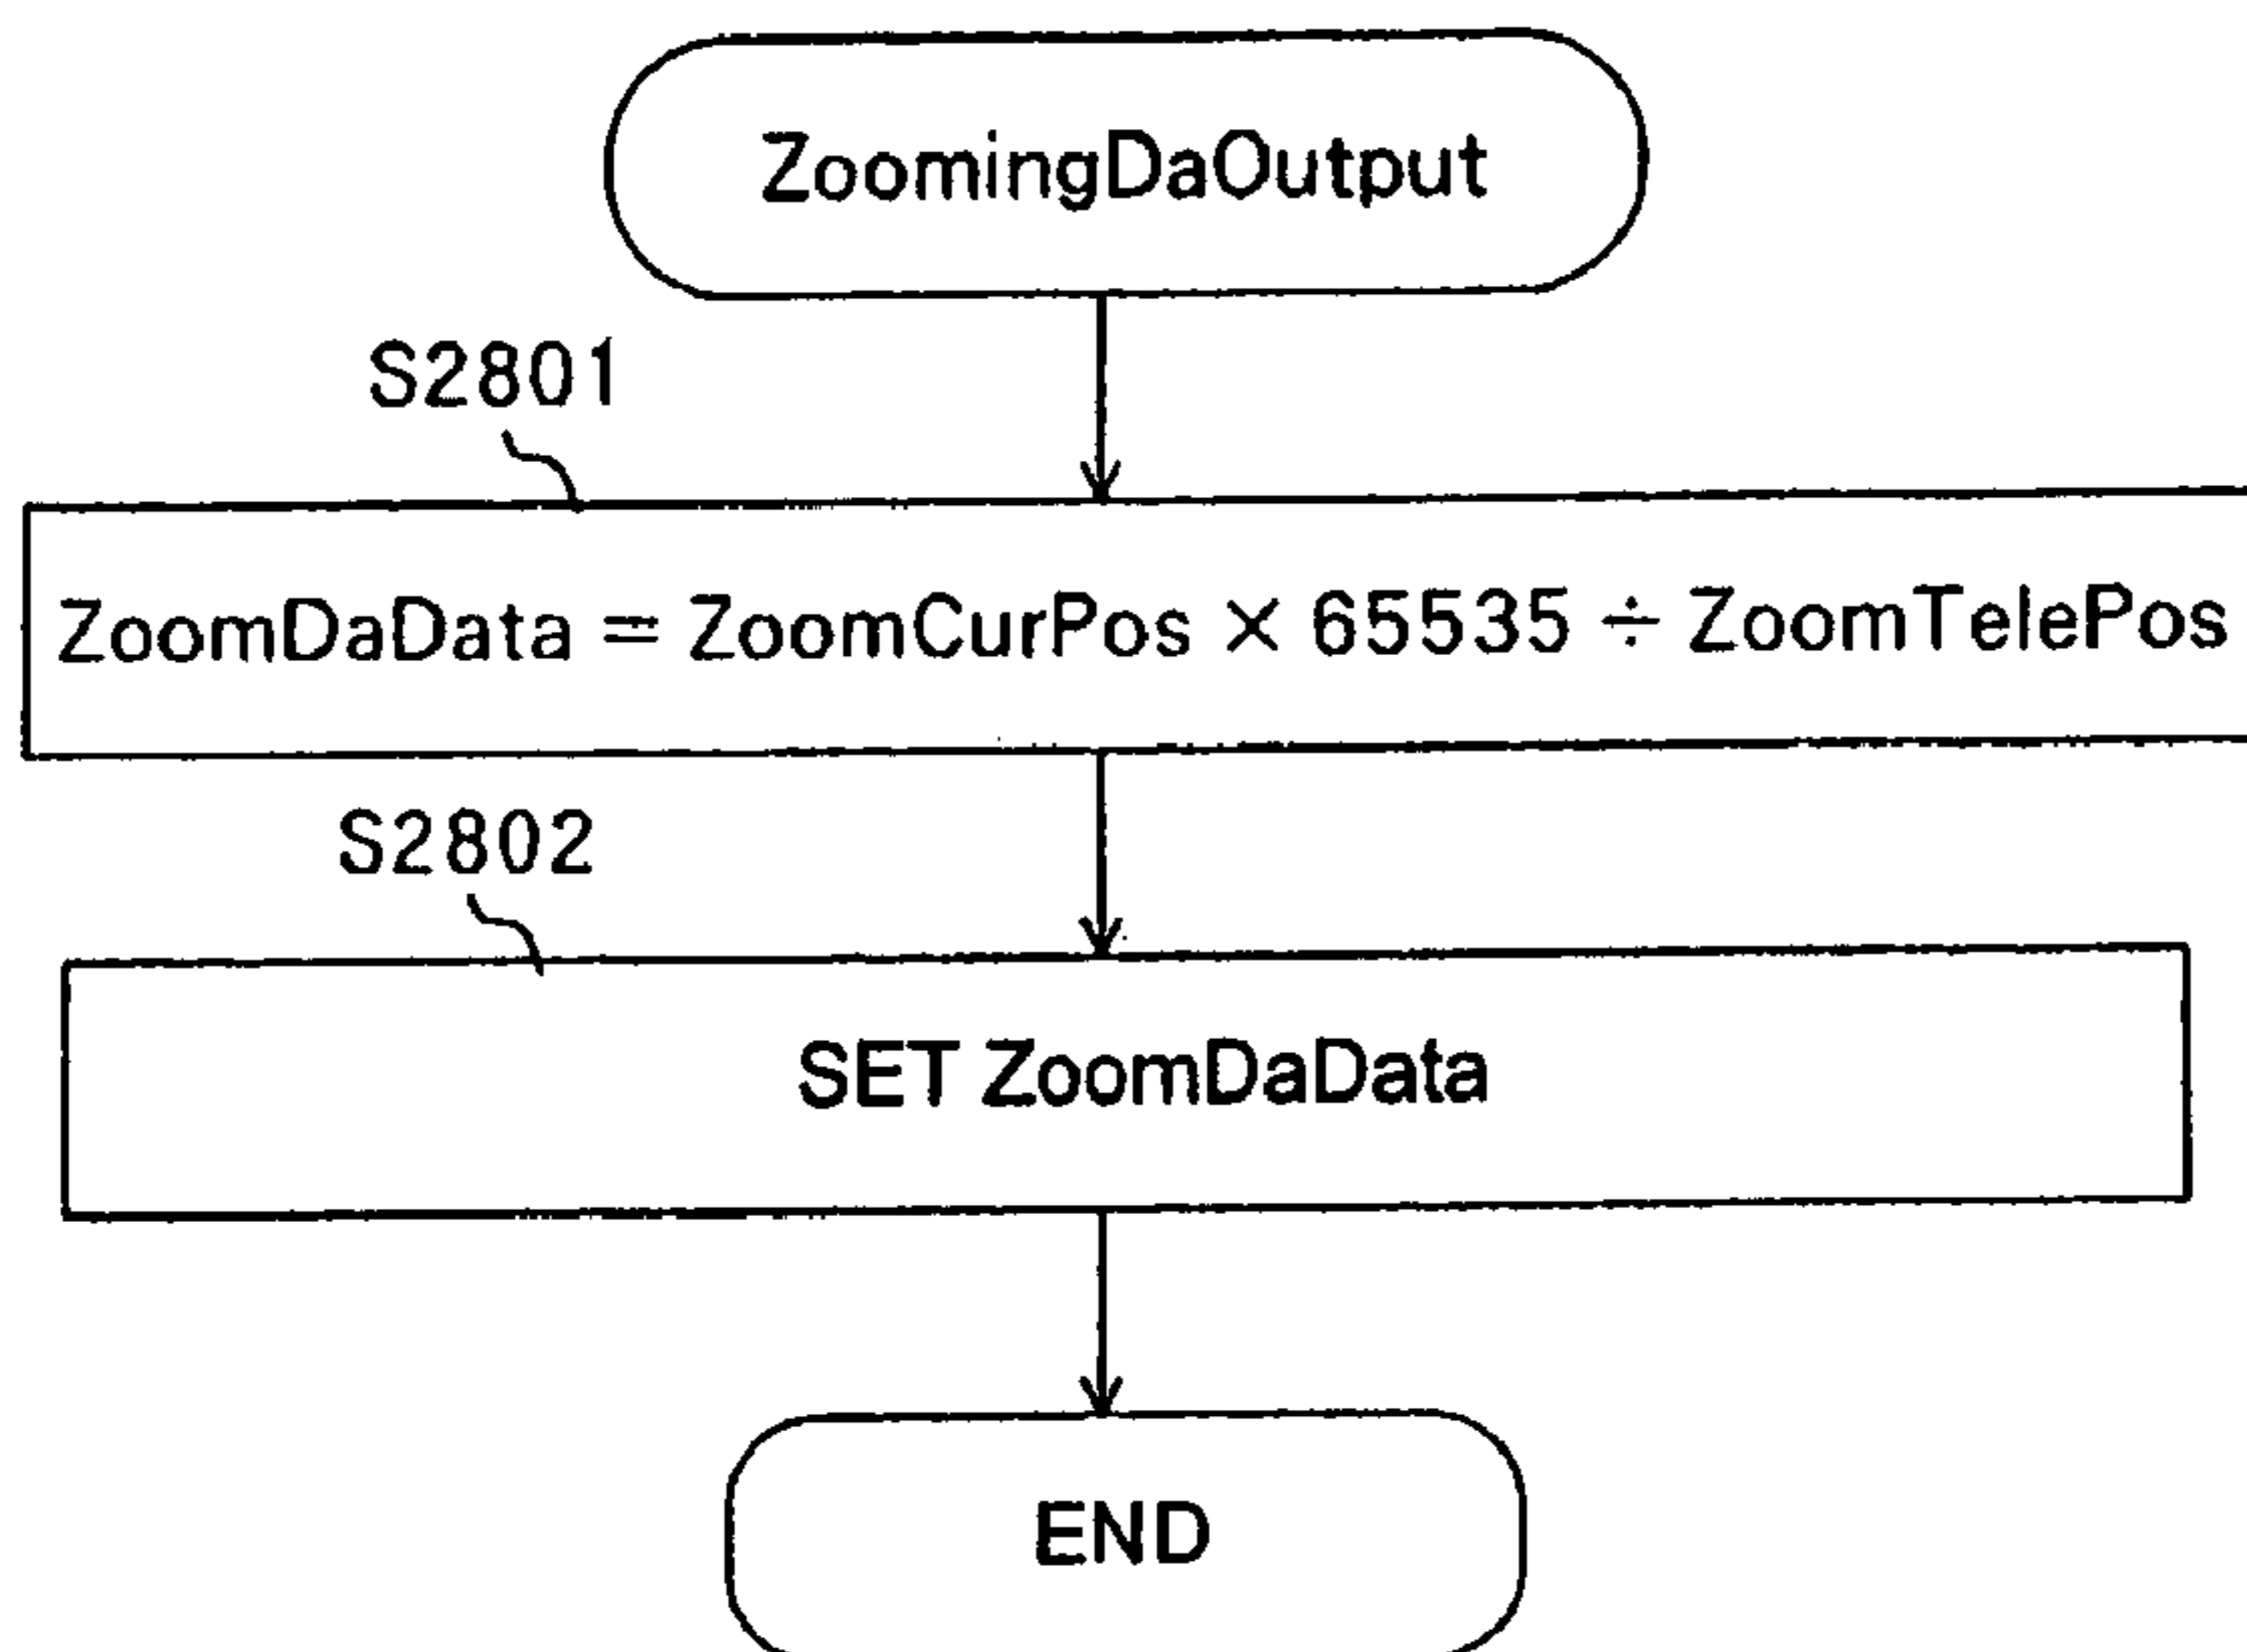 ZoomingDaOutput
S2801
ZoomDaData = ZoomCurPos × 65535 ÷ ZoomTelePos
S2802
SET ZoomDaData
END